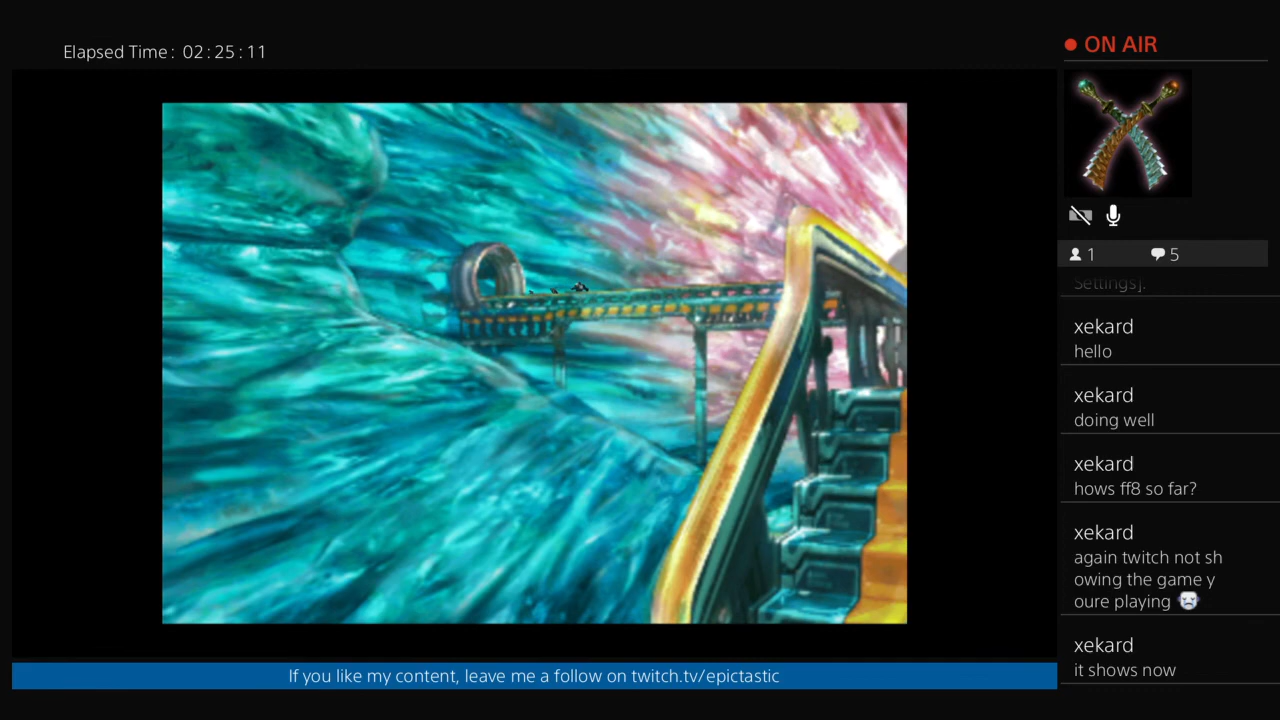 Elapsed Time: 02:25:11
ON AIR
1 5
Settings].
xekard
hello
xekard
doing well
xekard
hows ff8 so far?
xekard
again twitch not sh
owing the game y
oure playing
xekard
it shows now
If you like my content, leave me a follow on twitch.tv/epictastic